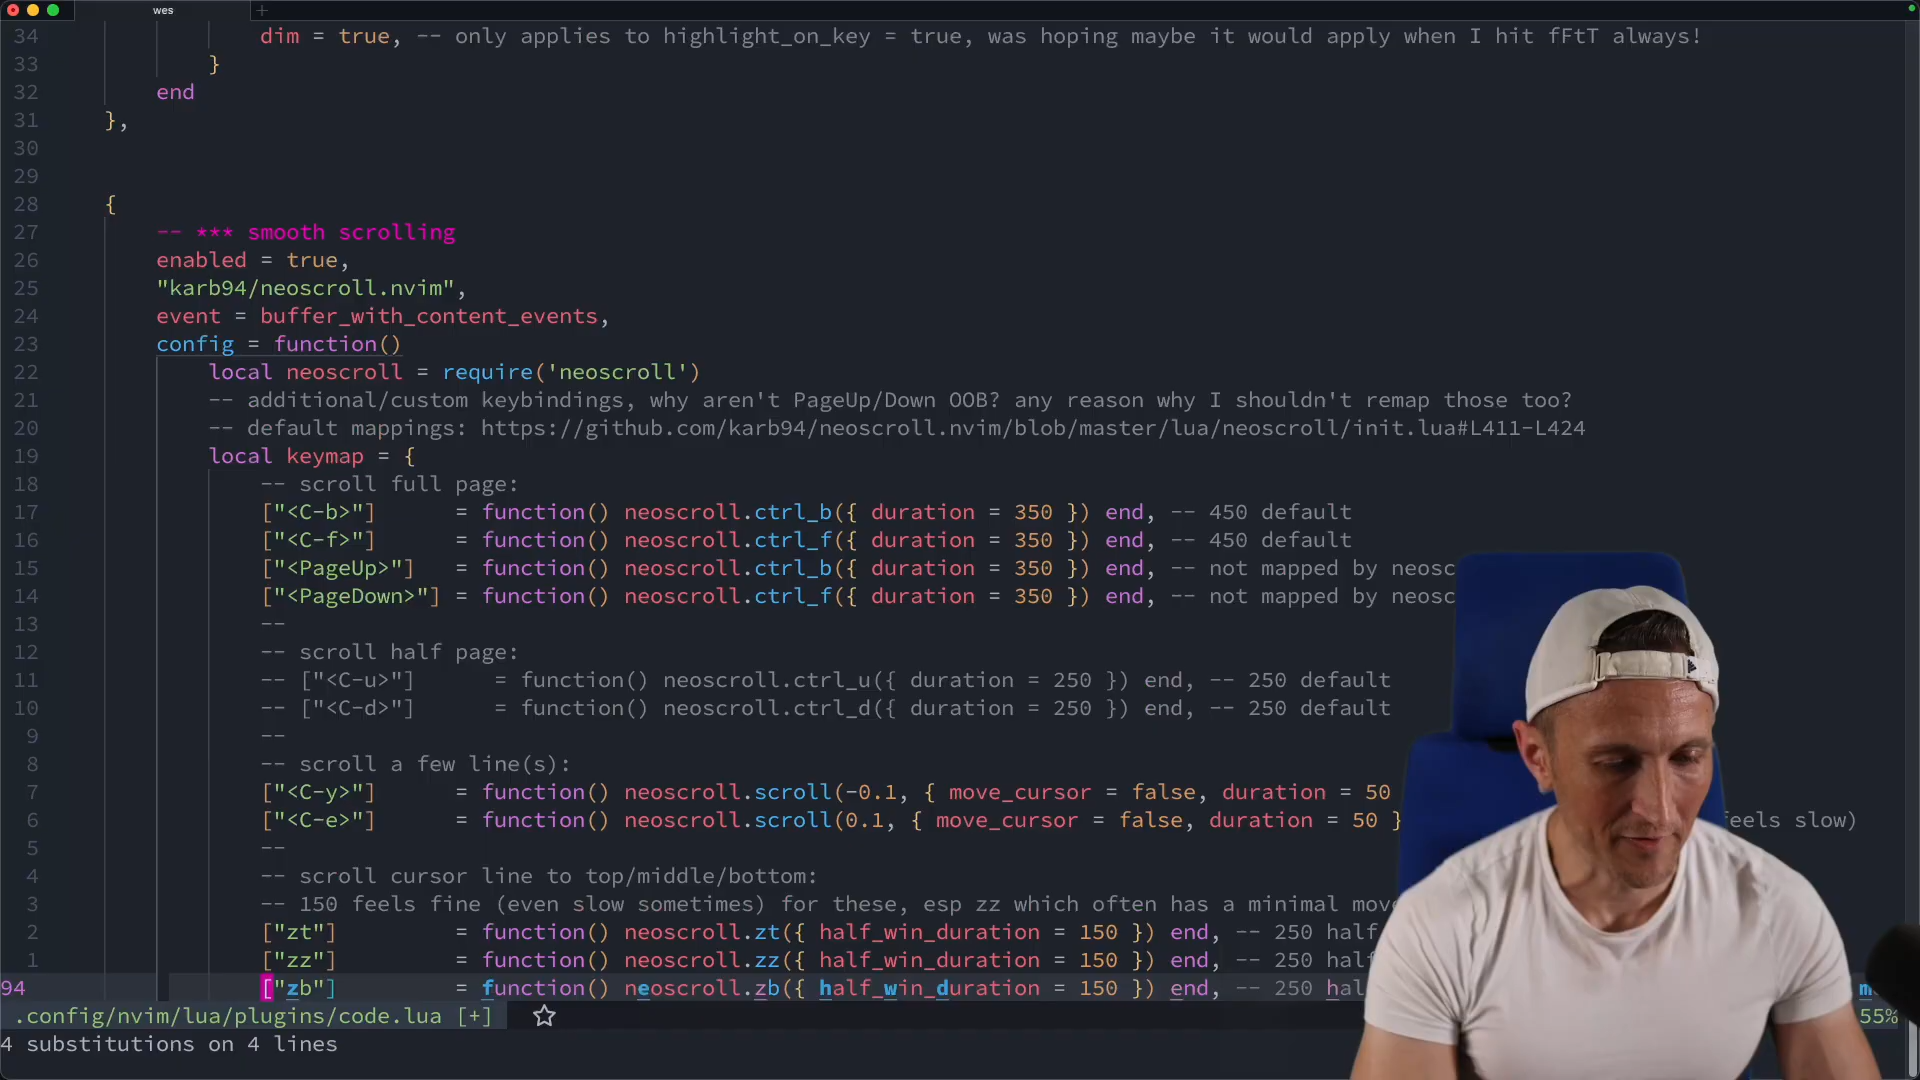 wes
34 dim = true, -- only applies to highlight_on_key = true, was hoping maybe it would apply when I hit fFtT always!
33 }
32 end
31 },
30
29
28 {
27 -- *** smooth scrolling
26 enabled = true,
25 "karb94/neoscroll.nvim",
24 event = buffer_with_content_events,
23 config = function()
22 local neoscroll = require('neoscroll')
21 -- additional/custom keybindings, why aren't PageUp/Down OOB? any reason why I shouldn't remap those too?
20 -- default mappings: https://github.com/karb94/neoscroll.nvim/blob/master/lua/neoscroll/init.lua#L411-L424
19 local keymap = {
18 -- scroll full page:
17 ["<C-b>"] = function() neoscroll.ctrl_b({ duration = 350 }) end, -- 450 default
16 ["<C-f>"] = function() neoscroll.ctrl_f({ duration = 350 }) end, -- 450 default
15 ["<PageUp>"] = function() neoscroll.ctrl_b({ duration = 350 }) end, -- not mapped by neosc
14 ["<PageDown>"] = function() neoscroll.ctrl_f({ duration = 350 }) end, -- not mapped by neosc
13 --
12 -- scroll half page:
11 -- ["<C-u>"] = function() neoscroll.ctrl_u({ duration = 250 }) end, -- 250 default
10 -- ["<C-d>"] = function() neoscroll.ctrl_d({ duration = 250 }) end, -- 250 default
9 --
8 -- scroll a few line(s):
7 ["<C-y>"] = function() neoscroll.scroll(-0.1, { move_cursor = false, duration = 50
6 ["<C-e>"] = function() neoscroll.scroll(0.1, { move_cursor = false, duration = 50 } feels slow)
5 --
4 -- scroll cursor line to top/middle/bottom:
3 -- 150 feels fine (even slow sometimes) for these, esp zz which often has a minimal mov
2 ["zt"] = function() neoscroll.zt({ half_win_duration = 150 }) end, -- 250 half
1 ["zz"] = function() neoscroll.zz({ half_win_duration = 150 }) end, -- 250 half
94 ["zb"] = function() neoscroll.zb({ half_win_duration = 150 }) end, -- 250 hal
.config/nvim/lua/plugins/code.lua [+] 55%
4 substitutions on 4 lines